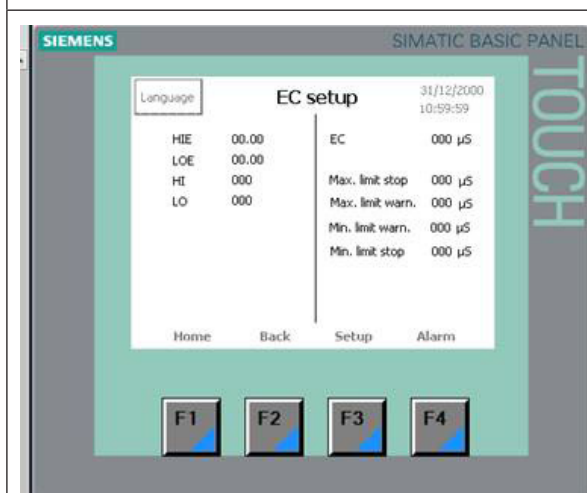 SIEMENS SIMATIC BASIC PANEL
TOUCH
Language EC setup 31/12/2000
10:59:59
HIE 00.00 EC 000 µS
LOE 00.00
HI 000 Max. limit stop 000 µS
LO 000 Max. limit warn. 000 µS
Min. limit warn. 000 µS
Min. limit stop 000 µS
Home Back Setup Alarm
F1 F2 F3 F4